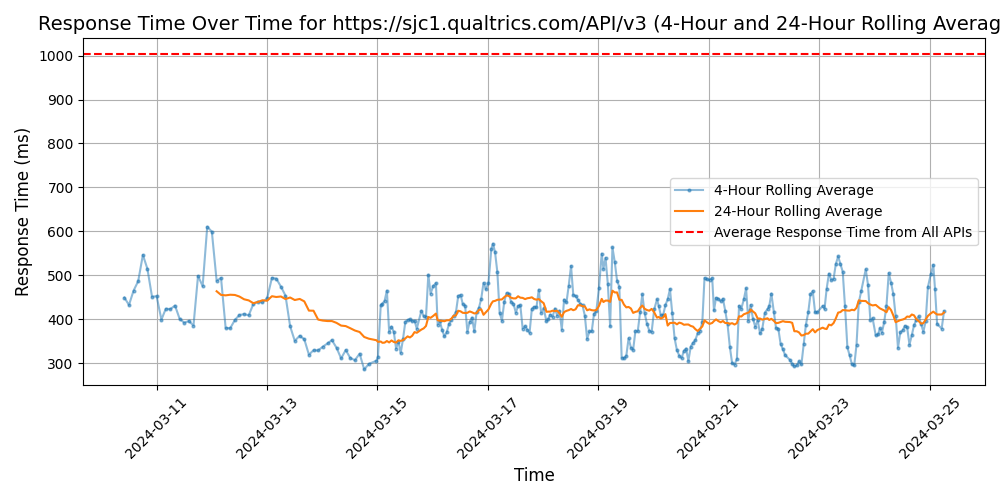 Response Time Over Time for https://sjc1.qualtrics.com/API/v3 (4-Hour and 24-Hour Rolling Averag
Response Time (ms)
1000
900
800
700
600
500
400
300
4-Hour Rolling Average
24-Hour Rolling Average
Average Response Time from All APIs
2024-03-11
2024-03-13
2024-03-15
2024-03-17
2024-03-19
2024-03-21
2024-03-23
2024-03-25
Time